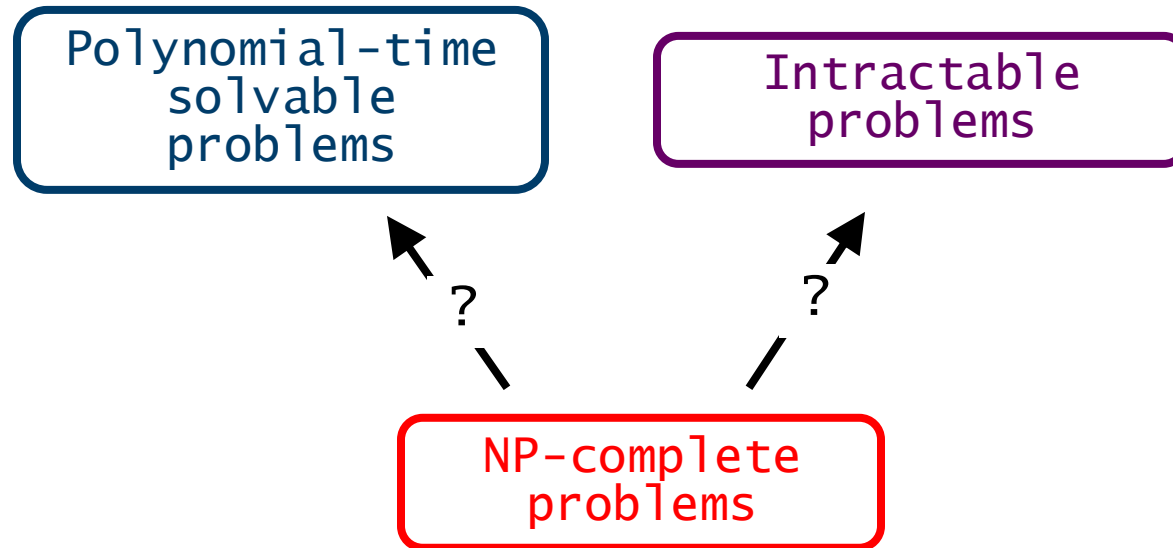 Polynomial-time
solvable
problems
Intractable
problems
?
?
NP-complete
problems